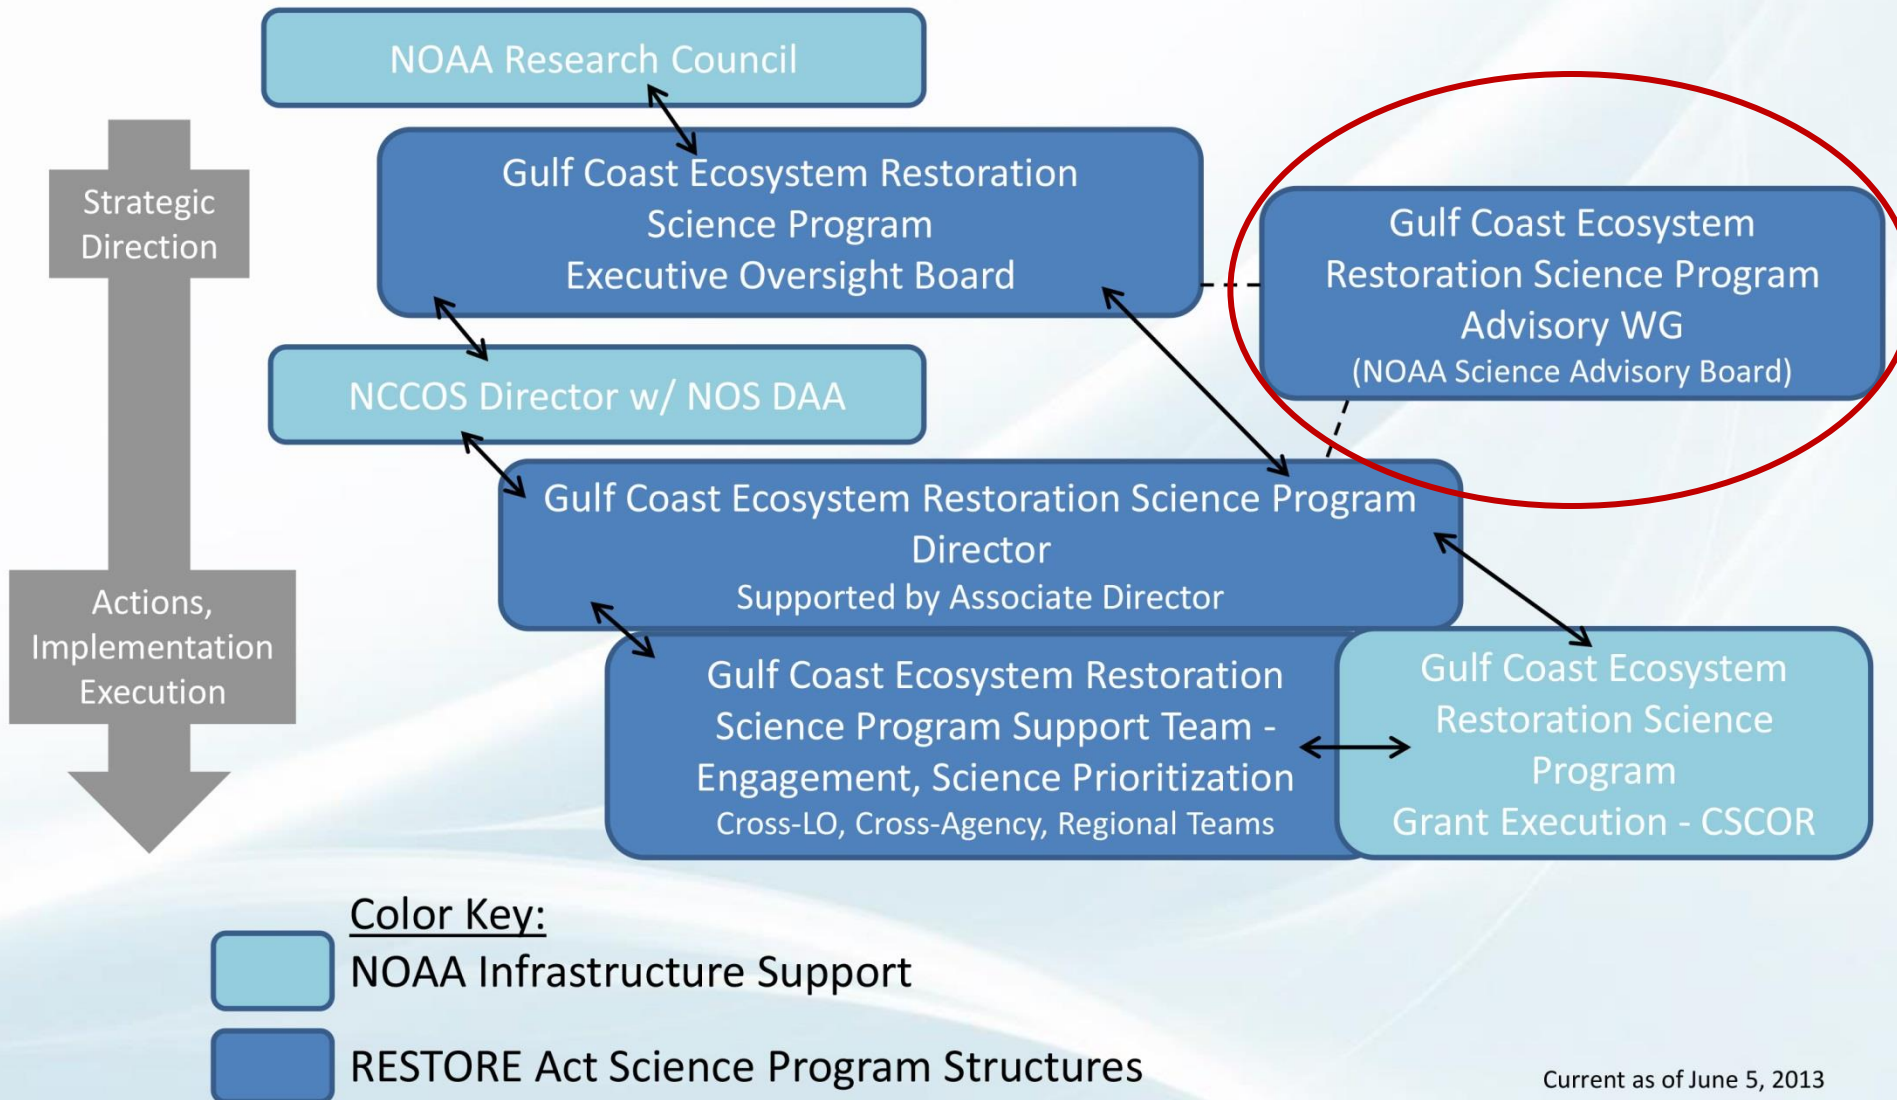 NOAA Research Council
Strategic
Direction
Gulf Coast Ecosystem Restoration
Science Program
Executive Oversight Board
Gulf Coast Ecosystem
Restoration Science Program
Advisory WG
(NOAA Science Advisory Board)
NCCOS Director w/ NOS DAA
Gulf Coast Ecosystem Restoration Science Program
Director
Supported by Associate Director
Actions,
Implementation
Execution
Gulf Coast Ecosystem Restoration
Science Program Support Team -
Engagement, Science Prioritization
Cross-LO, Cross-Agency, Regional Teams
Gulf Coast Ecosystem
Restoration Science
Program
Grant Execution - CSCOR
Color Key:
NOAA Infrastructure Support
RESTORE Act Science Program Structures
Current as of June 5, 2013